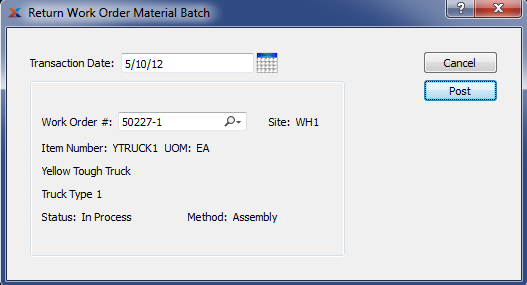 Return Work Order Material Batch
Transaction Date: 5/10/12
Cancel
Post
Work Order #: 50227-1 Site: WH1
Item Number: YTRUCK1 UOM: EA
Yellow Tough Truck
Truck Type 1
Status: In Process Method: Assembly